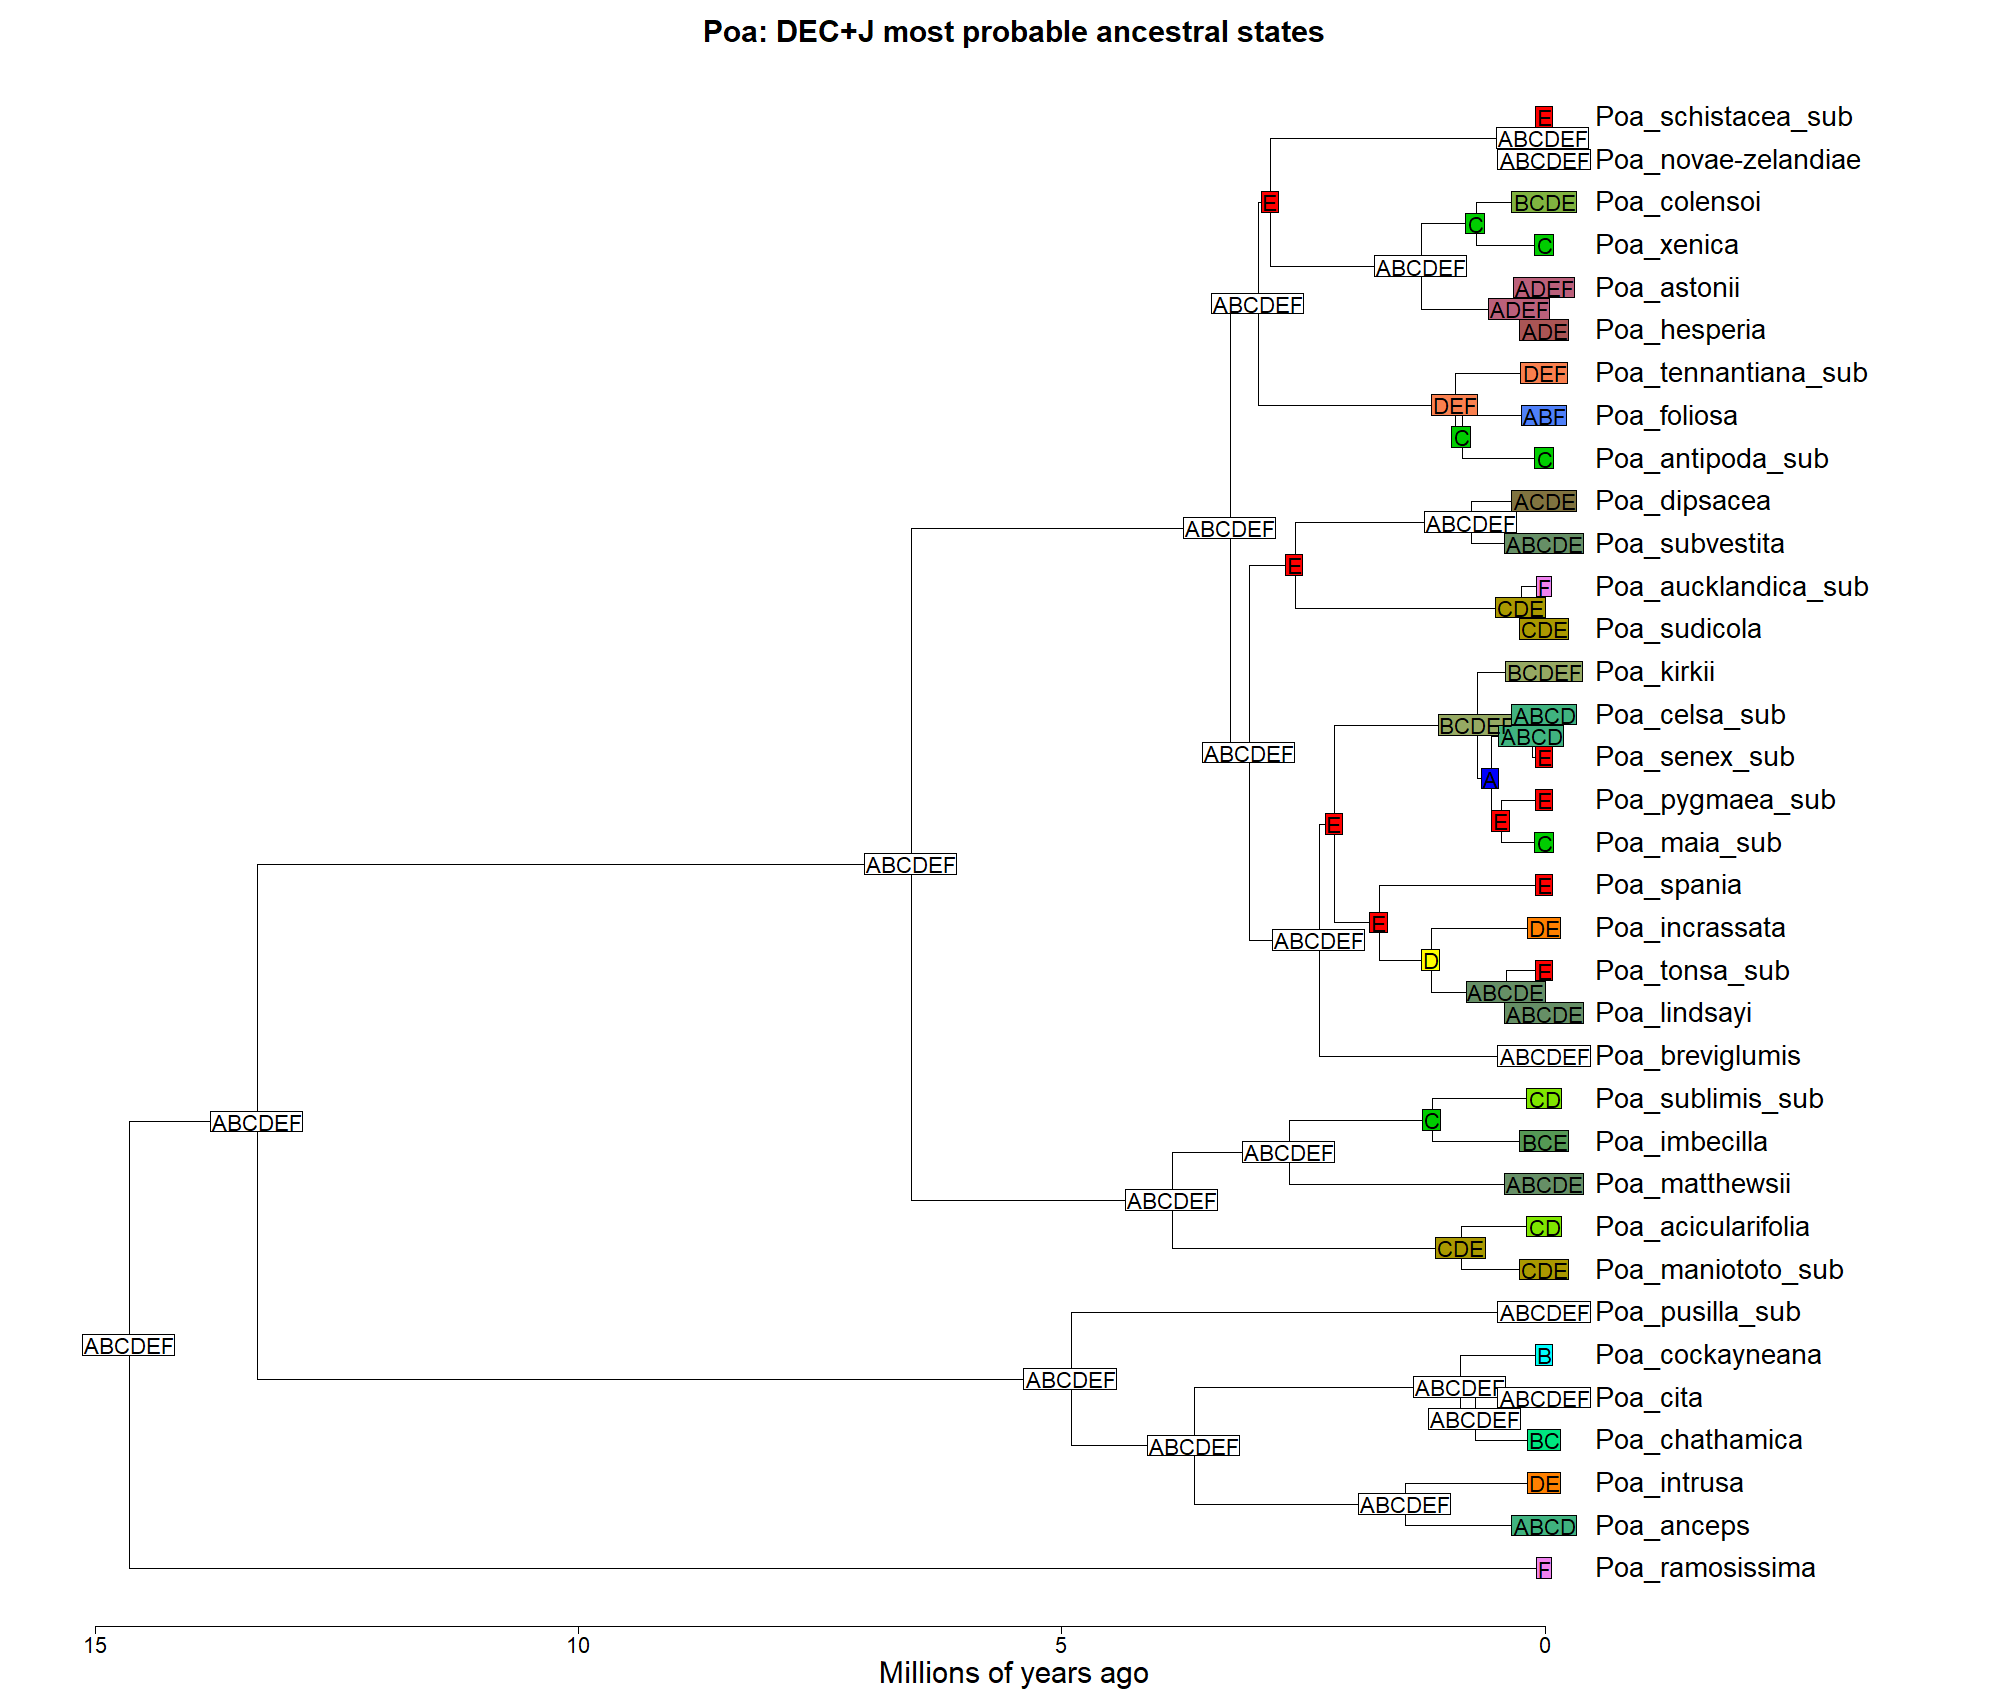 Poa: DEC+J most probable ancestral states
E Poa_schistacea_sub
ABCDEF
ABCDEF Poa_novae-zelandiae
E BCDE Poa_colensoi
C
C Poa_xenica
ABCDEF
ADEF Poa_astonii
ABCDEF ADEF
ADE Poa_hesperia
DEF Poa_tennantiana_sub
DEF
ABF Poa_foliosa
C
C Poa_antipoda_sub
ACDE Poa_dipsacea
ABCDEF ABCDEF
ABCDE Poa_subvestita
E
F Poa_aucklandica_sub
CDE
CDE Poa_sudicola
BCDEF Poa_kirkii
ABCD Poa_celsa_sub
BCDEF
ABCD
ABCDEF E Poa_senex_sub
A
E Poa_pygmaea_sub
E E
C Poa_maia_sub
ABCDEF
E Poa_spania
E
DE Poa_incrassata
ABCDEF
D
E Poa_tonsa_sub
ABCDE
ABCDE Poa_lindsayi
ABCDEF Poa_breviglumis
CD Poa_sublimis_sub
ABCDEF C
BCE Poa_imbecilla
ABCDEF
ABCDE Poa_matthewsii
ABCDEF
CD Poa_acicularifolia
CDE
CDE Poa_maniototo_sub
ABCDEF Poa_pusilla_sub
ABCDEF
B Poa_cockayneana
ABCDEF
ABCDEF
ABCDEF Poa_cita
ABCDEF
BC Poa_chathamica
ABCDEF
DE Poa_intrusa
ABCDEF
ABCD Poa_anceps
F Poa_ramosissima
15 10 5 0
Millions of years ago